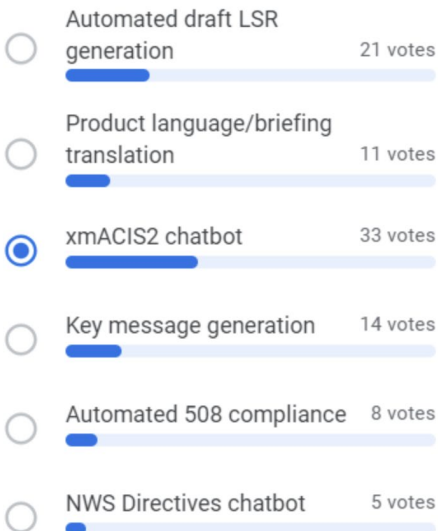 Automated draft LSR
generation 21 votes
Product language/briefing
translation 11 votes
xmACIS2 chatbot 33 votes
Key message generation 14 votes
Automated 508 compliance 8 votes
NWS Directives chatbot 5 votes